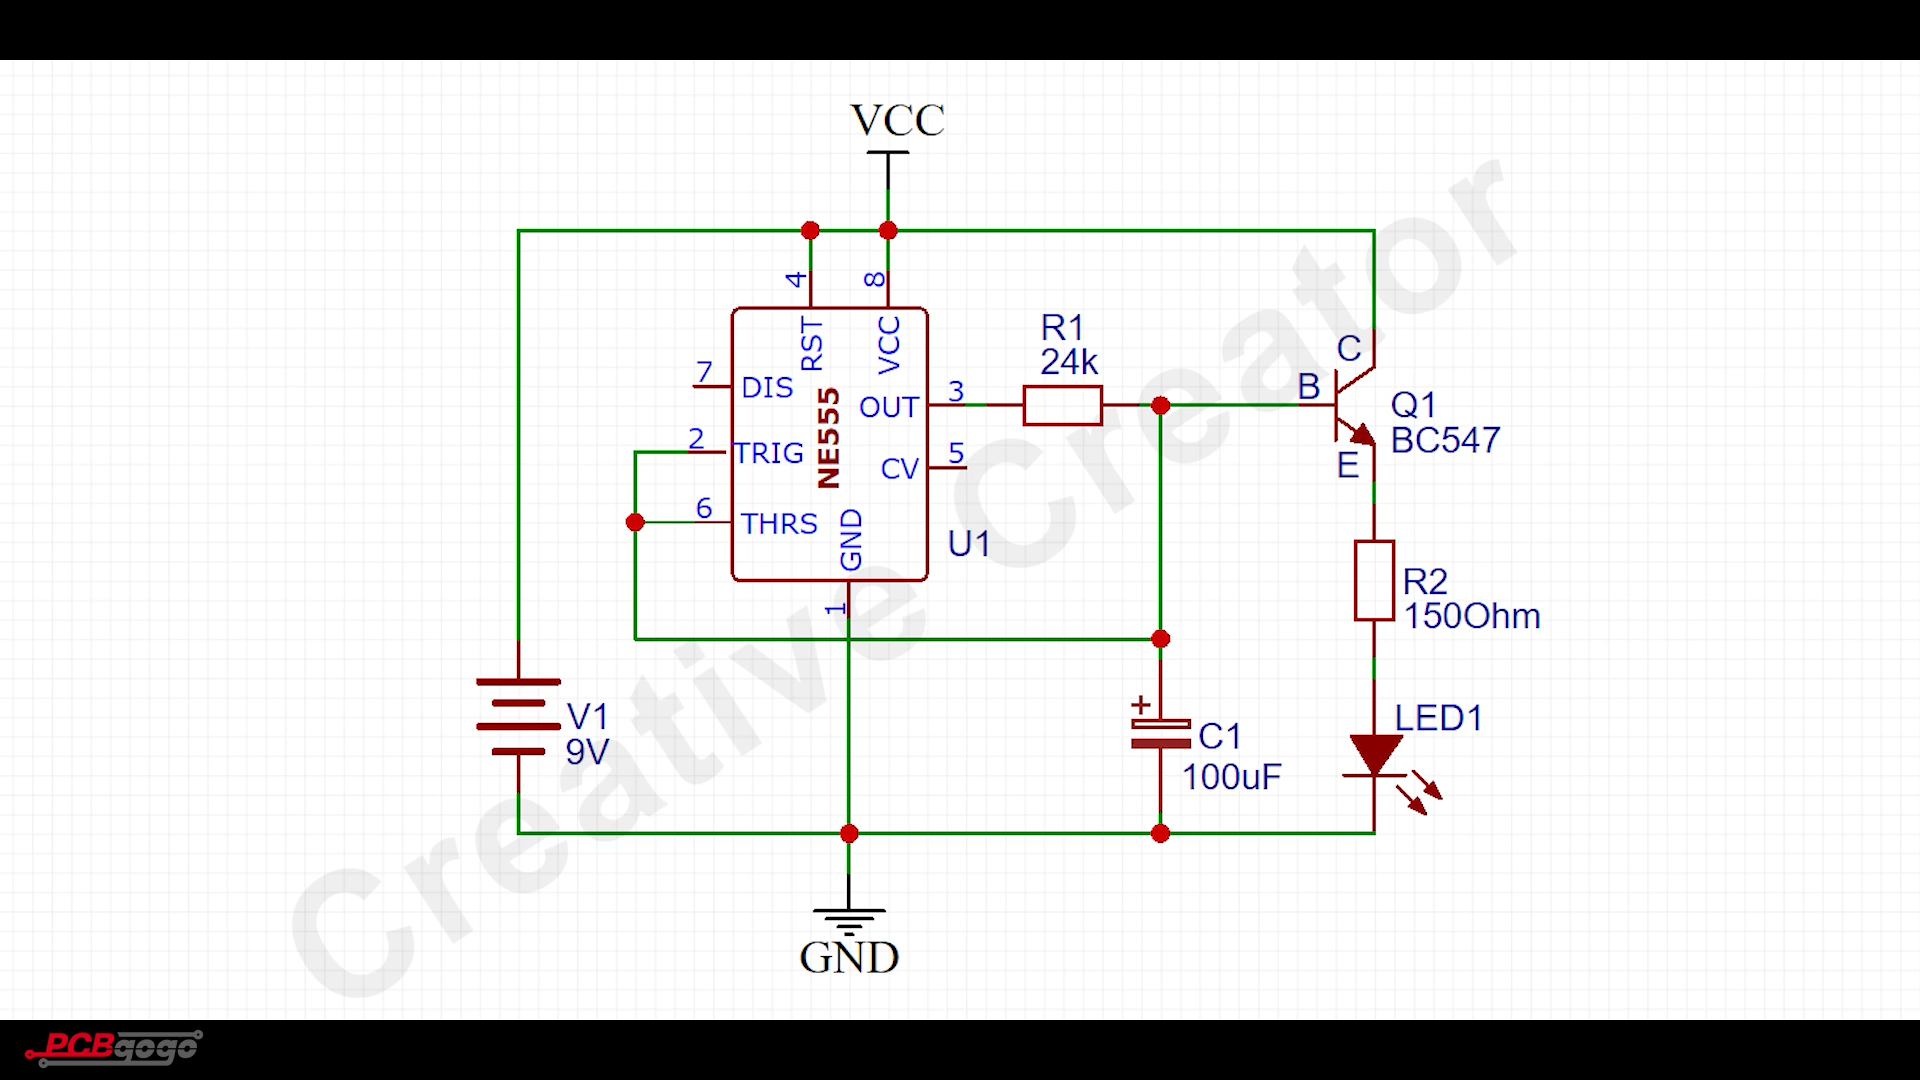 VCC
4
8
RST
VCC
7
DIS
2
TRIG
6
THRS
NE555
OUT
3
CV
5
GND
1
U1
R1
24k
C
B
E
Q1
BC547
R2
150Ohm
LED1
V1
9V
+
C1
100uF
GND
Creative Creator
PCBgogo